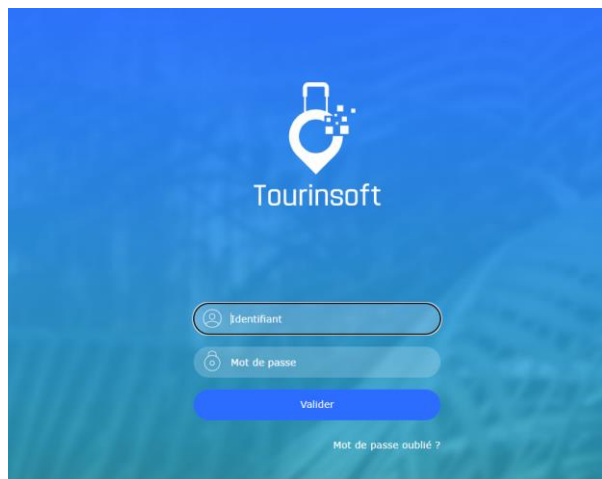 Tourinsoft
Identifiant
Mot de passe
Valider
Mot de passe oublié ?